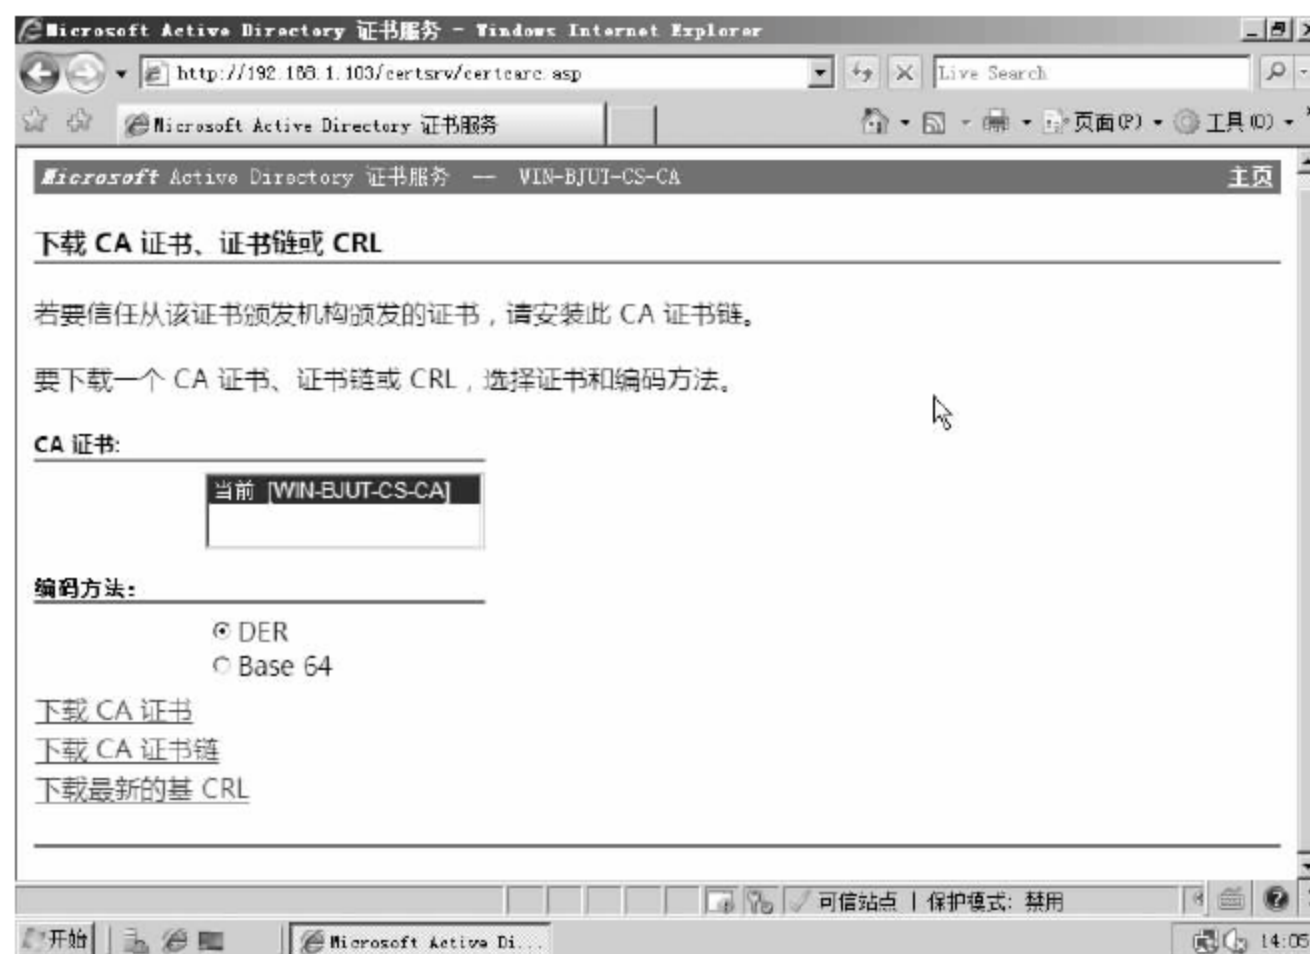 Microsoft Active Directory 证书服务 - Windows Internet Explorer
http://192.168.1.103/certsrv/certcarc.asp
Live Search
Microsoft Active Directory 证书服务
页面(P)
工具(O)
Microsoft Active Directory 证书服务 -- WIN-BJUT-CS-CA
主页
下载 CA 证书、证书链或 CRL
若要信任从该证书颁发机构颁发的证书，请安装此 CA 证书链。
要下载一个 CA 证书、证书链或 CRL，选择证书和编码方法。
CA 证书:
当前 [WIN-BJUT-CS-CA]
编码方法:
DER
Base 64
下载 CA 证书
下载 CA 证书链
下载最新的基 CRL
可信站点 | 保护模式: 禁用
开始
Microsoft Active Di...
14:05